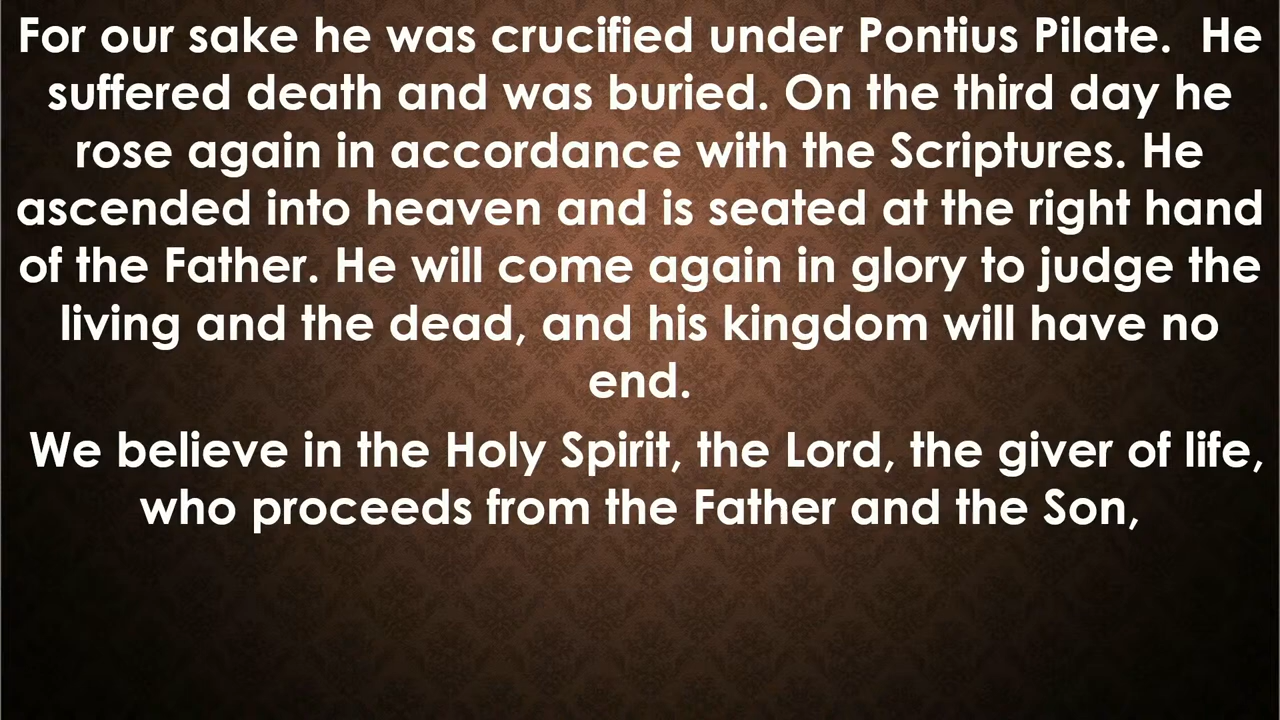 For our sake he was crucified under Pontius Pilate.  He
suffered death and was buried. On the third day he
rose again in accordance with the Scriptures. He
ascended into heaven and is seated at the right hand
of the Father. He will come again in glory to judge the
living and the dead, and his kingdom will have no
end.
We believe in the Holy Spirit, the Lord, the giver of life,
who proceeds from the Father and the Son,